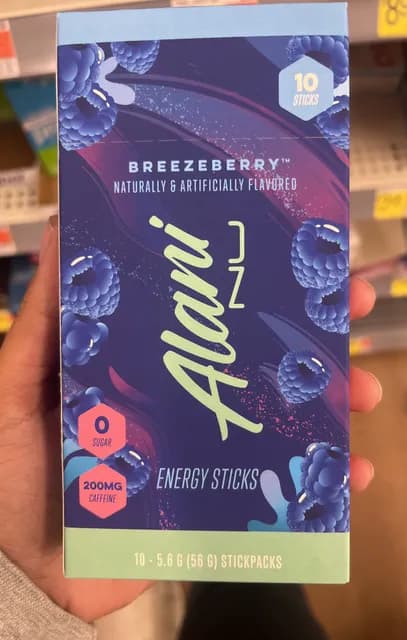 10
STICKS
BREEZEBERRY™
NATURALLY & ARTIFICIALLY FLAVORED
Alani
NU
0
SUGAR
200MG
CAFFEINE
ENERGY STICKS
10 - 5.6 G (56 G) STICKPACKS